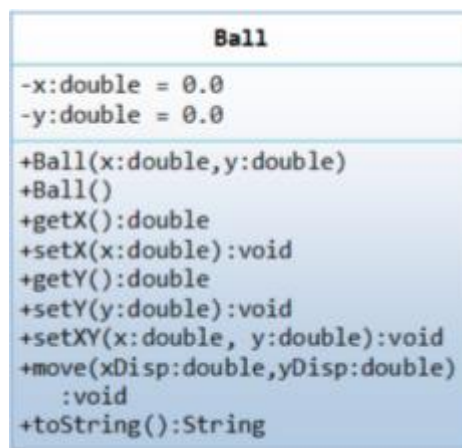 Ball
-x:double = 0.0
-y:double = 0.0
+Ball(x:double,y:double)
+Ball()
+getX():double
+setX(x:double):void
+getY():double
+setY(y:double):void
+setXY(x:double, y:double):void
+move(xDisp:double,yDisp:double)
:void
+toString():String